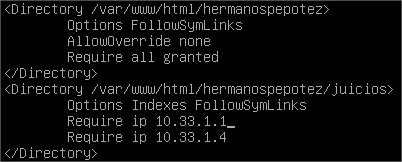 <Directory /var/www/html/hermanospepotez>
Options FollowSymLinks
AllowOverride none
Require all granted
</Directory>
<Directory /var/www/html/hermanospepotez/juicios>
Options Indexes FollowSymLinks
Require ip 10.33.1.1_
Require ip 10.33.1.4
</Directory>